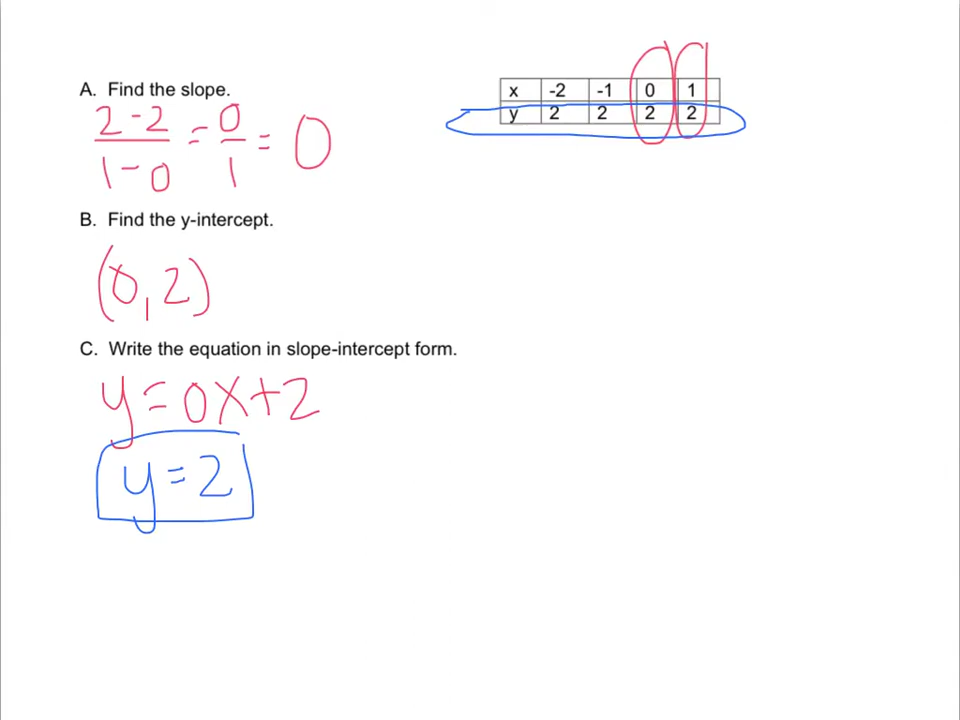 A. Find the slope.
2-2/1-0 = 0/1 = 0
x -2 -1 0 1
y 2 2 2 2
B. Find the y-intercept.
(0,2)
C. Write the equation in slope-intercept form.
y=0x+2
y=2